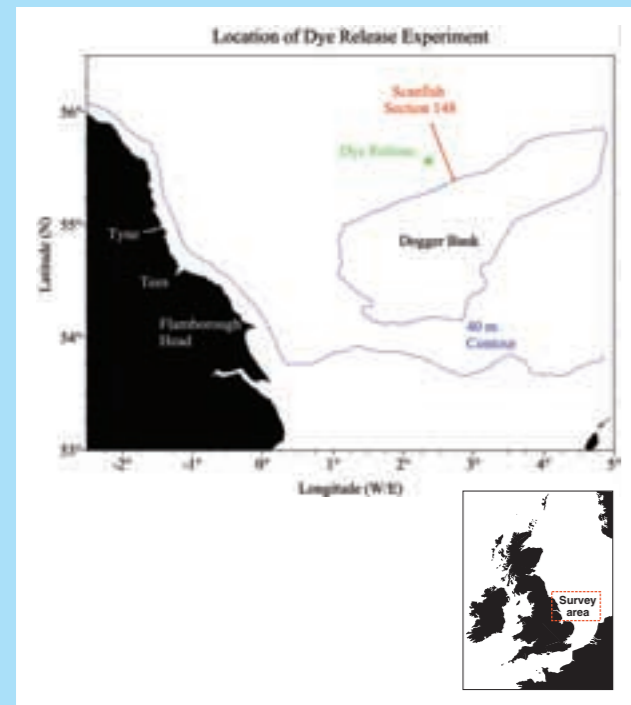 Location of Dye Release Experiment
Scanfish
Section 148
Dye Release
56°
55°
54°
53°
Latitude (N)
Tyne
Tees
Flamborough
Head
Dogger Bank
40 m
Contour
-2°
-1°
0°
1°
2°
3°
4°
5°
Longitude (W/E)
Survey
area